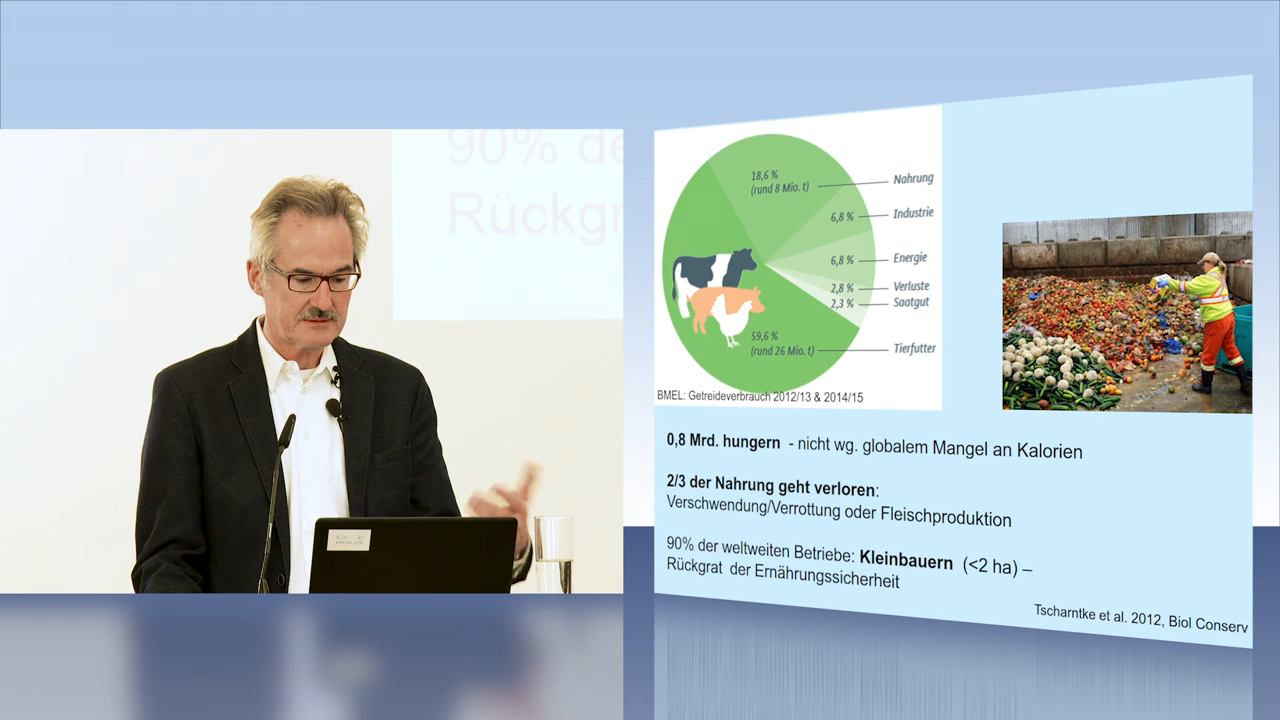 90% de
Rückgr
18,6 %
(rund 8 Mio. t)
Nahrung
6,8 %
Industrie
6,8 %
Energie
2,8 %
Verluste
2,3 %
Saatgut
59,6 %
(rund 26 Mio. t)
Tierfutter
BMEL: Getreideverbrauch 2012/13 & 2014/15
0,8 Mrd. hungern - nicht wg. globalem Mangel an Kalorien
2/3 der Nahrung geht verloren:
Verschwendung/Verrottung oder Fleischproduktion
90% der weltweiten Betriebe: Kleinbauern (<2 ha) –
Rückgrat der Ernährungssicherheit
Tscharntke et al. 2012, Biol Conserv